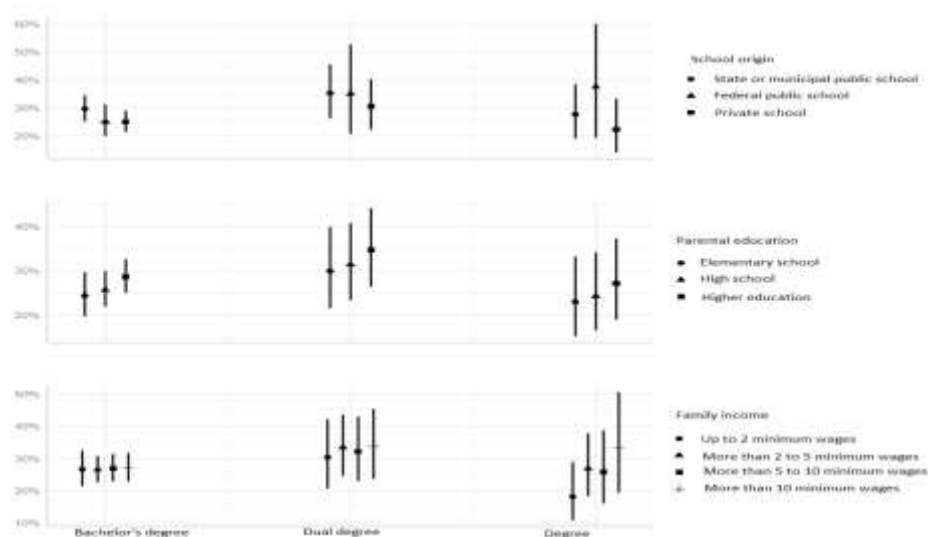 60%
50%
40%
30%
20%
School origin
State or municipal public school
Federal public school
Private school
40%
30%
20%
Parental education
Elementary school
High school
Higher education
50%
40%
30%
20%
10%
Family income
Up to 2 minimum wages
More than 2 to 5 minimum wages
More than 5 to 10 minimum wages
More than 10 minimum wages
Bachelor's degree
Dual degree
Degree